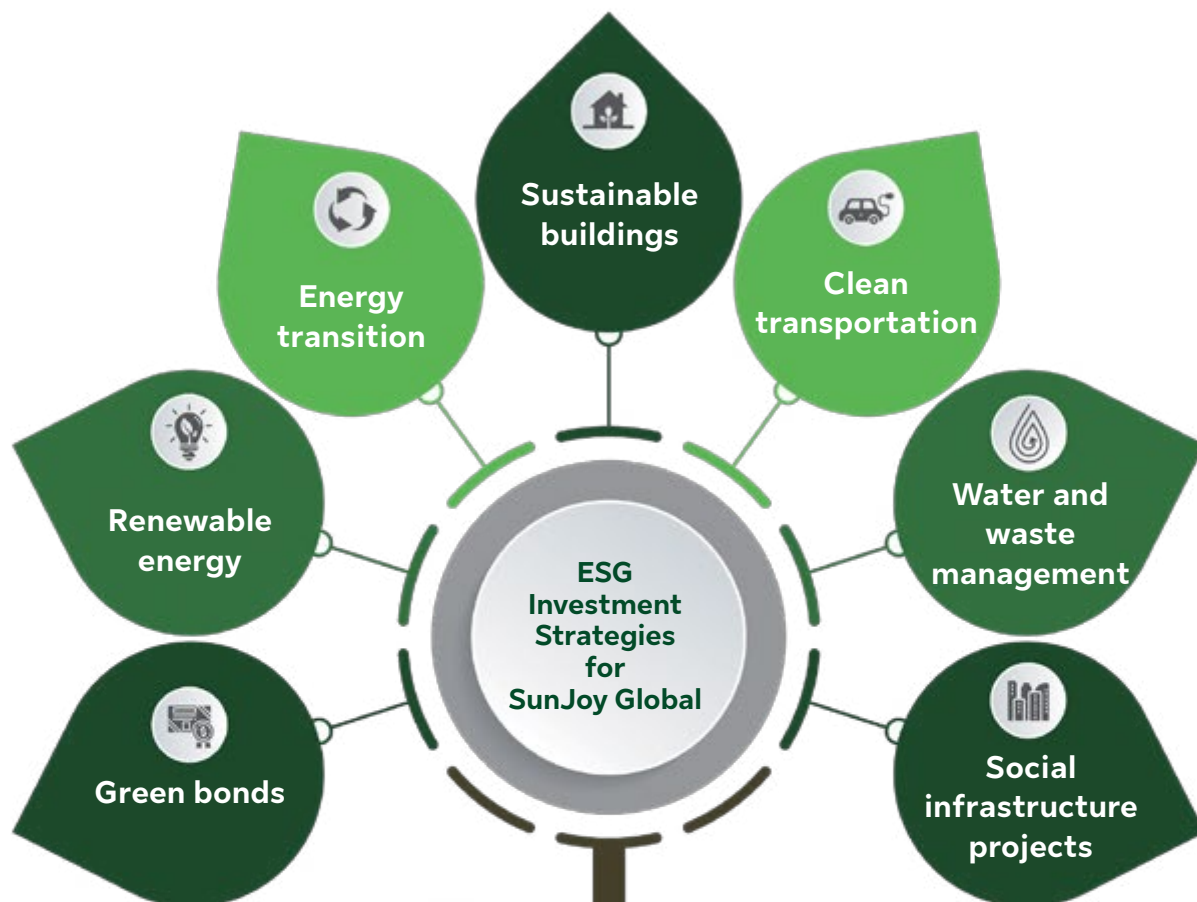 Sustainable
buildings
Energy
transition
Clean
transportation
Renewable
energy
Water and
waste
management
ESG
Investment
Strategies
for
SunJoy Global
Green bonds
Social
infrastructure
projects